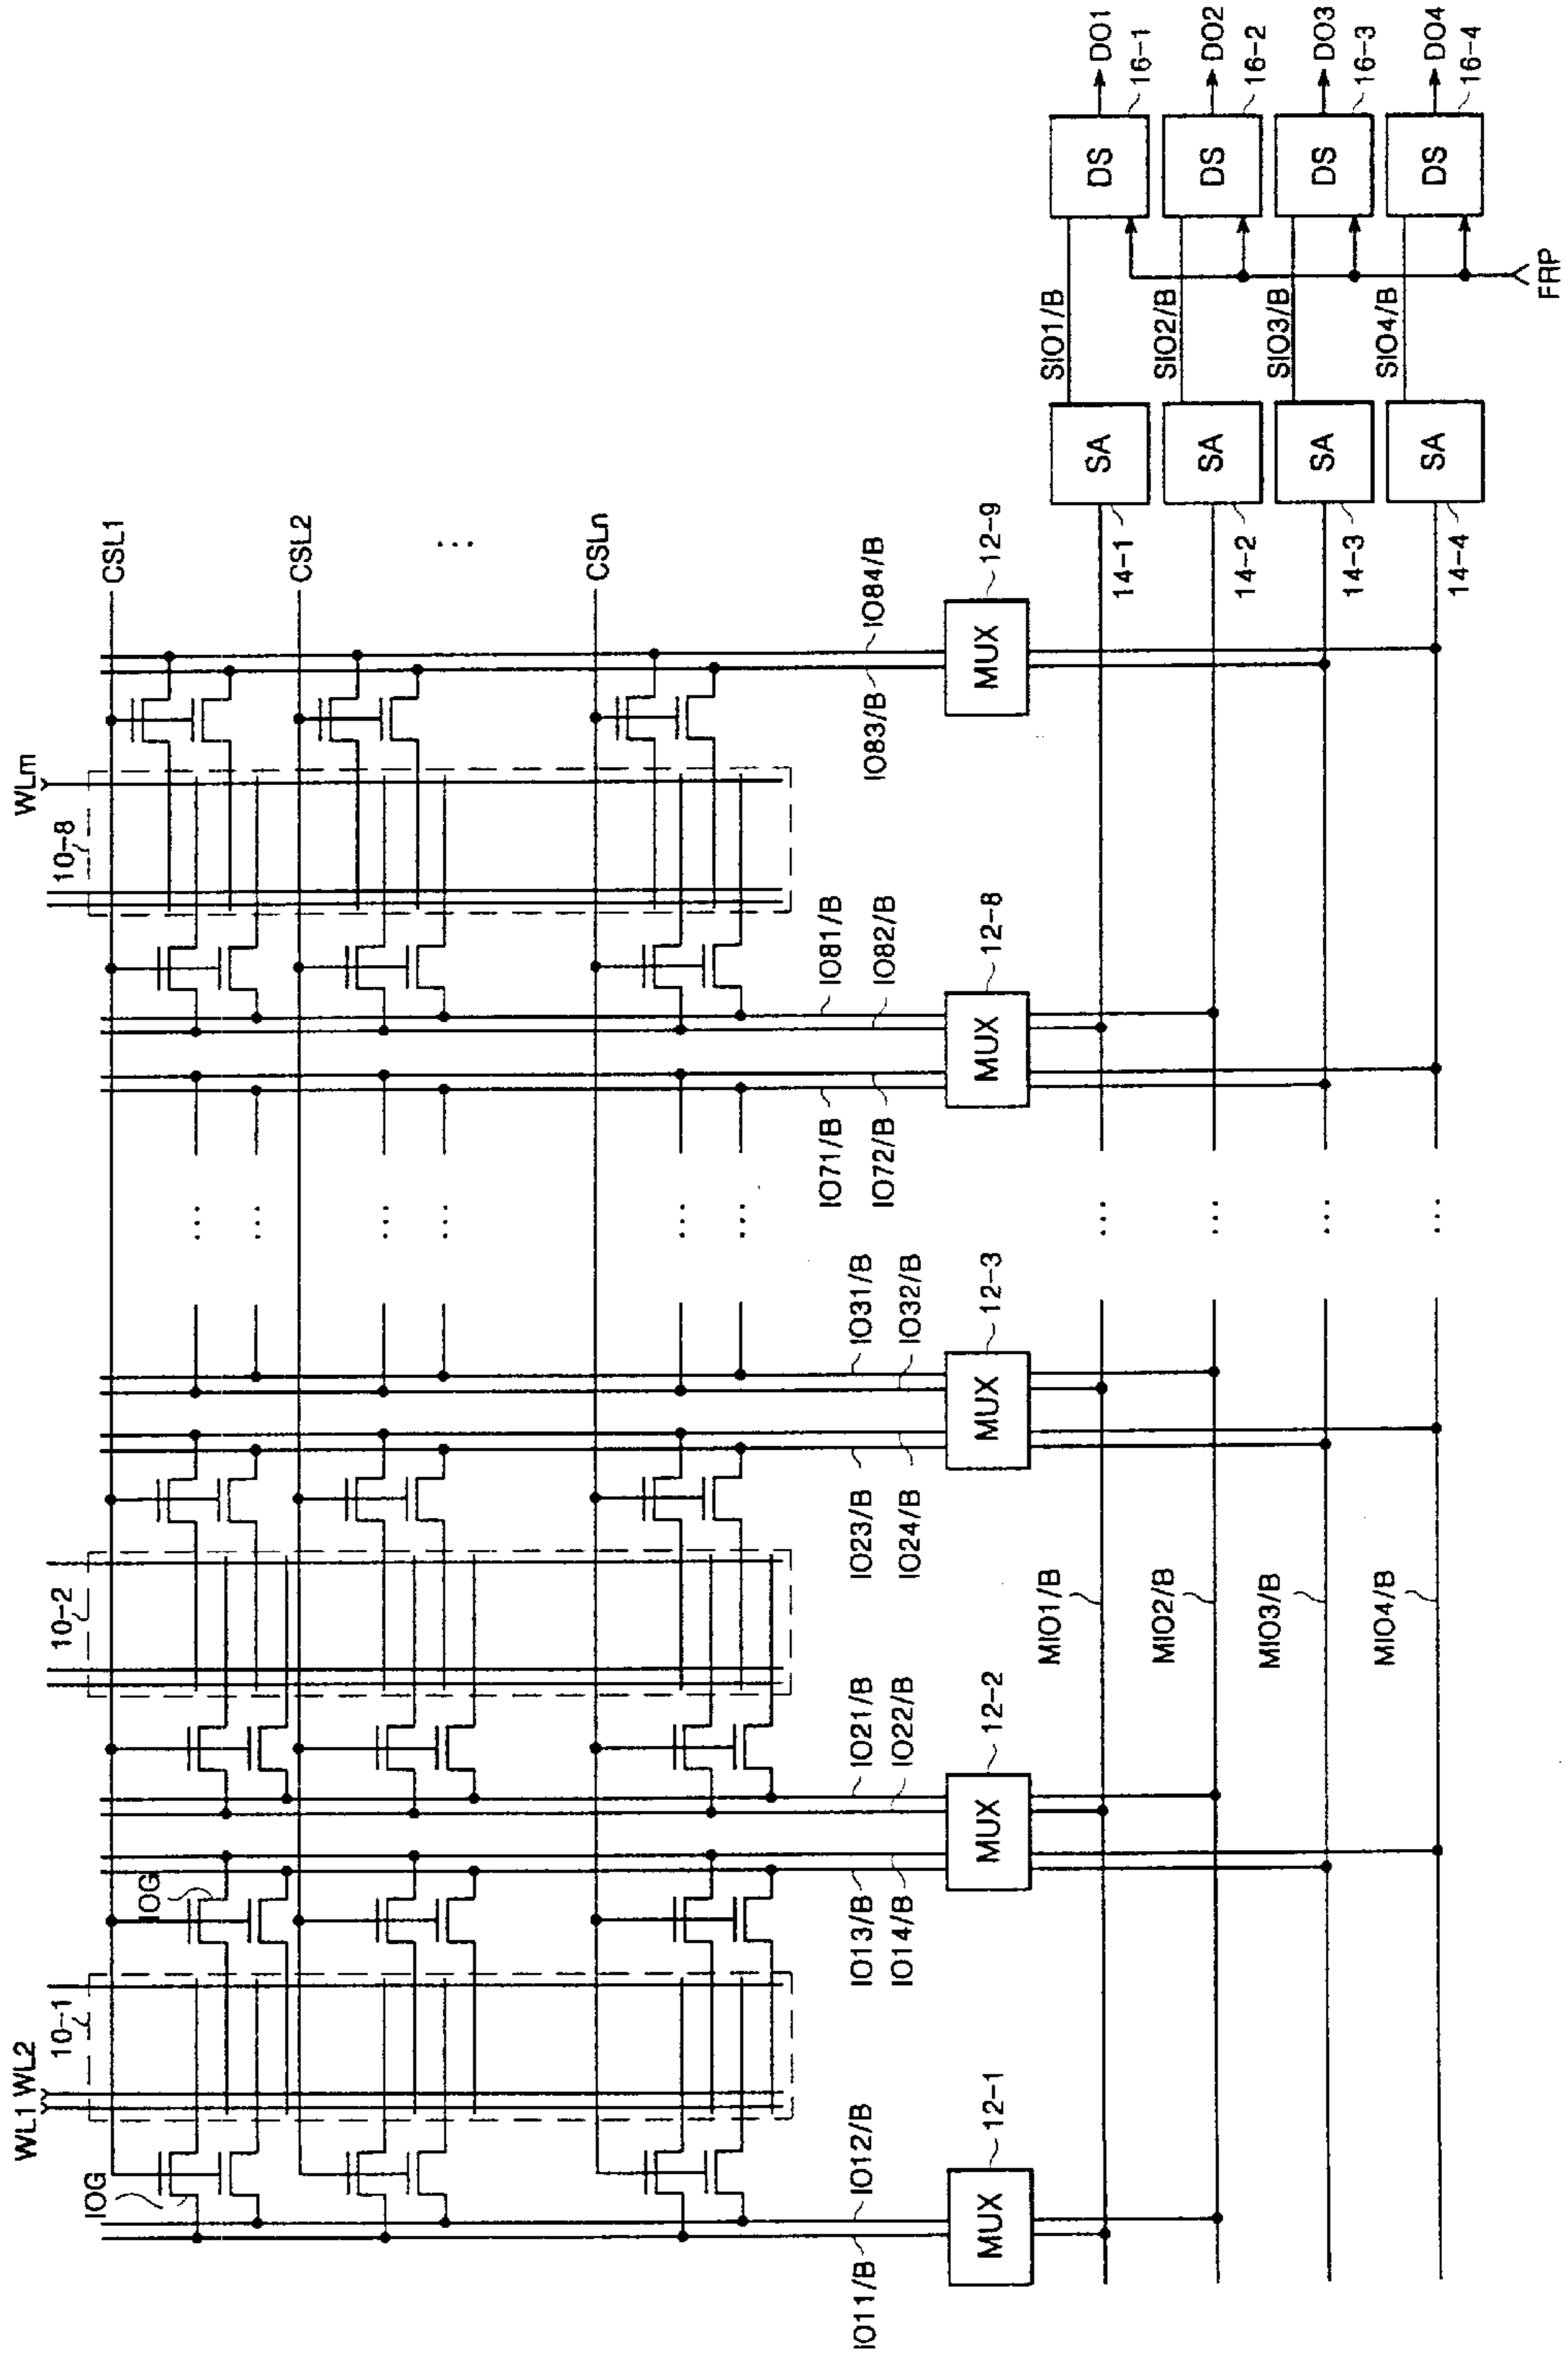 WL1 WL2
WLm
10-1
10-2
10-8
CSL1
CSL2
...
CSLn
IOG
IOG
... ... ... ... ... ...
IO11/B
IO12/B
IO13/B
IO14/B
IO21/B
IO22/B
IO23/B
IO24/B
IO31/B
IO32/B
IO71/B
IO72/B
IO81/B
IO82/B
IO83/B
IO84/B
MUX 12-1
MUX 12-2
MUX 12-3
MUX 12-8
MUX 12-9
MIO1/B
MIO2/B
MIO3/B
MIO4/B
... ... ... ...
14-1 SA SIO1/B DS DO1
16-1
14-2 SA SIO2/B DS DO2
16-2
14-3 SA SIO3/B DS DO3
16-3
14-4 SA SIO4/B DS DO4
16-4
FRP